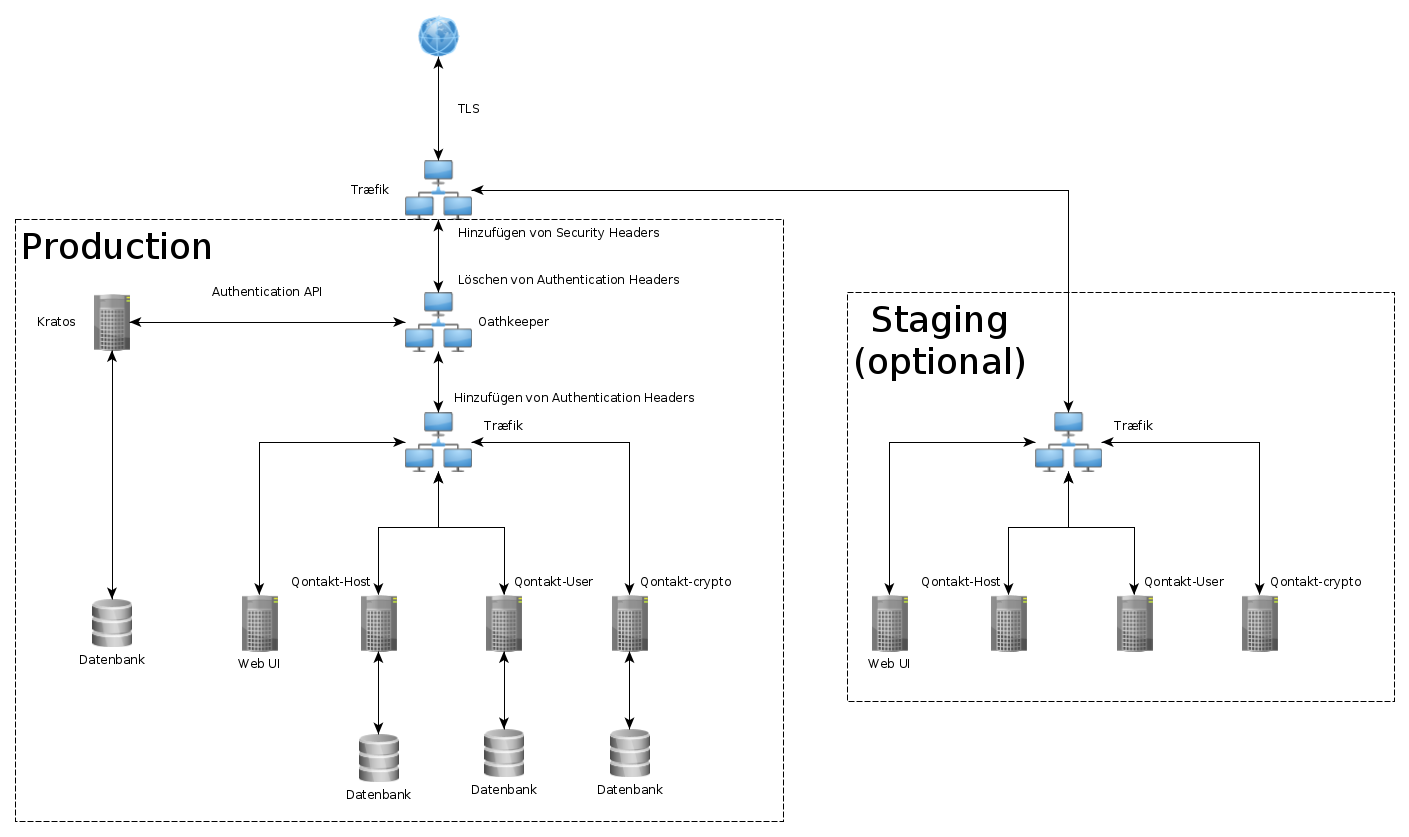 TLS
Træfik
Hinzufügen von Security Headers
Production
Löschen von Authentication Headers
Authentication API
Kratos
Oathkeeper
Hinzufügen von Authentication Headers
Træfik
Qontakt-Host
Qontakt-User
Qontakt-crypto
Datenbank
Web UI
Datenbank
Datenbank
Datenbank
Staging
(optional)
Træfik
Qontakt-Host
Qontakt-User
Qontakt-crypto
Web UI